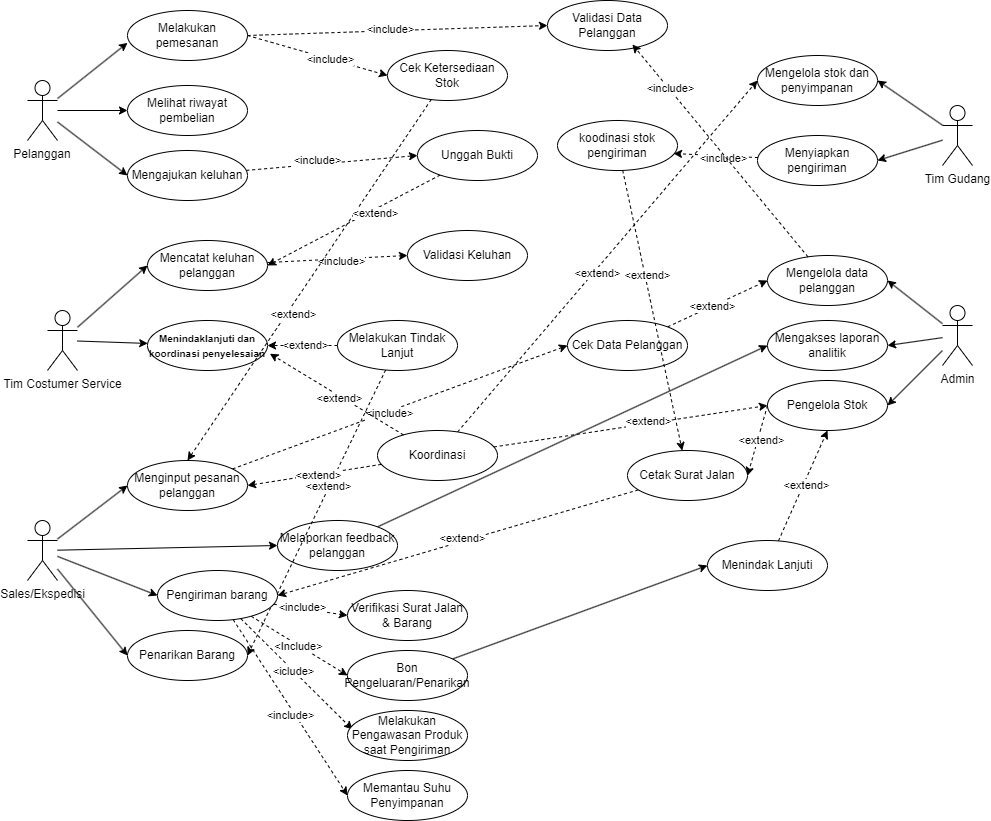 Melakukan
pemesanan
<include>
Validasi Data
Pelanggan
<include>
Cek Ketersediaan
Stok
Mengelola stok dan
penyimpanan
<include>
Pelanggan
Melihat riwayat
pembelian
koodinasi stok
pengiriman
Tim Gudang
Mengajukan keluhan
<include>
Unggah Bukti
<include>
Menyiapkan
pengiriman
<extend>
Mencatat keluhan
pelanggan
<include>
Validasi Keluhan
<extend>
<extend>
Mengelola data
pelanggan
<extend>
<extend>
Tim Costumer Service
Menindaklanjuti dan
koordinasi penyelesaian
<extend>
Melakukan Tindak
Lanjut
Cek Data Pelanggan
Mengakses laporan
analitik
Admin
<extend>
<include>
Pengelola Stok
<extend>
<extend>
Koordinasi
Menginput pesanan
pelanggan
<extend>
<extend>
Cetak Surat Jalan
<extend>
Sales/Ekspedisi
Melaporkan feedback
pelanggan
<extend>
Menindak Lanjuti
Pengiriman barang
<include>
Verifikasi Surat Jalan
& Barang
Penarikan Barang
<Include>
Bon
Pengeluaran/Penarikan
<iclude>
<include>
Melakukan
Pengawasan Produk
saat Pengiriman
Memantau Suhu
Penyimpanan